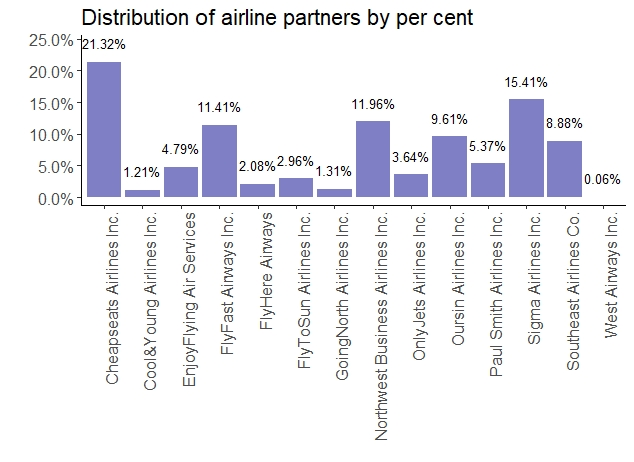 Distribution of airline partners by per cent
25.0%
20.0%
15.0%
10.0%
5.0%
0.0%
21.32%
1.21%
4.79%
11.41%
2.08%
2.96%
1.31%
11.96%
3.64%
9.61%
5.37%
15.41%
8.88%
0.06%
Cheapseats Airlines Inc.
Cool&Young Airlines Inc.
EnjoyFlying Air Services
FlyFast Airways Inc.
FlyHere Airways
FlyToSun Airlines Inc.
GoingNorth Airlines Inc.
Northwest Business Airlines Inc.
OnlyJets Airlines Inc.
Oursin Airlines Inc.
Paul Smith Airlines Inc.
Sigma Airlines Inc.
Southeast Airlines Co.
West Airways Inc.